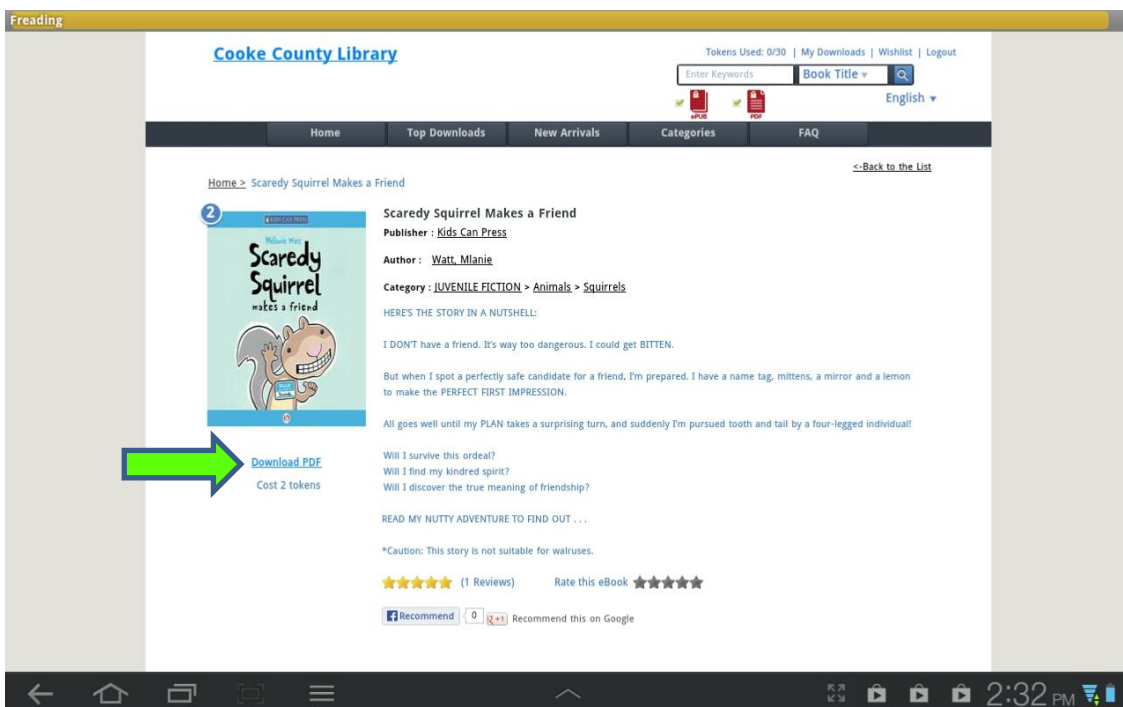 Freading
Cooke County Library
Tokens Used: 0/30 | My Downloads | Wishlist | Logout
Enter Keywords
Book Title
ePUB
PDF
English
Home
Top Downloads
New Arrivals
Categories
FAQ
<-Back to the List
Home > Scaredy Squirrel Makes a Friend
2
KIDS CAN PRESS
Mélanie Watt
Scaredy
Squirrel
makes a friend
Download PDF
Cost 2 tokens
Scaredy Squirrel Makes a Friend
Publisher : Kids Can Press
Author : Watt, Mlanie
Category : JUVENILE FICTION > Animals > Squirrels
HERE'S THE STORY IN A NUTSHELL:
I DON'T have a friend. It's way too dangerous. I could get BITTEN.
But when I spot a perfectly safe candidate for a friend, I'm prepared. I have a name tag, mittens, a mirror and a lemon
to make the PERFECT FIRST IMPRESSION.
All goes well until my PLAN takes a surprising turn, and suddenly I'm pursued tooth and tail by a four-legged individual!
Will I survive this ordeal?
Will I find my kindred spirit?
Will I discover the true meaning of friendship?
READ MY NUTTY ADVENTURE TO FIND OUT . . .
*Caution: This story is not suitable for walruses.
(1 Reviews) Rate this eBook
Recommend 0 +1 Recommend this on Google
2:32 PM